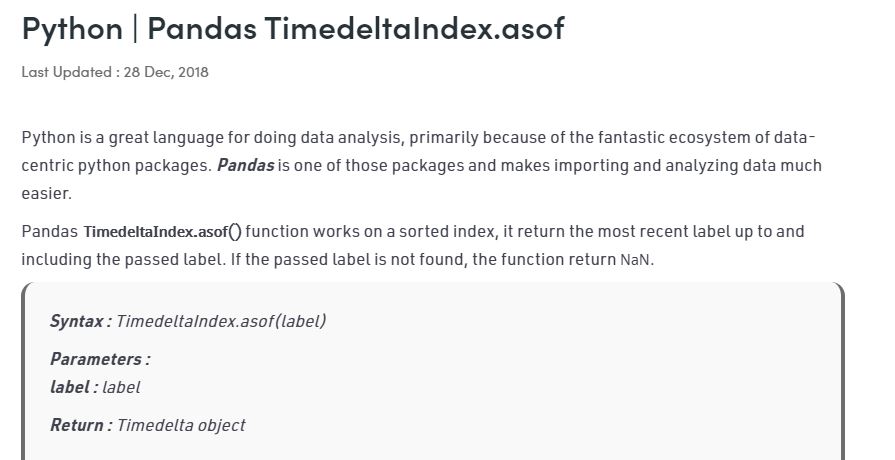 Python | Pandas TimedeltaIndex.asof
Last Updated : 28 Dec, 2018
Python is a great language for doing data analysis, primarily because of the fantastic ecosystem of data-
centric python packages. Pandas is one of those packages and makes importing and analyzing data much
easier.
Pandas TimedeltaIndex.asof() function works on a sorted index, it return the most recent label up to and
including the passed label. If the passed label is not found, the function return NaN.
Syntax : TimedeltaIndex.asof(label)
Parameters :
label : label
Return : Timedelta object